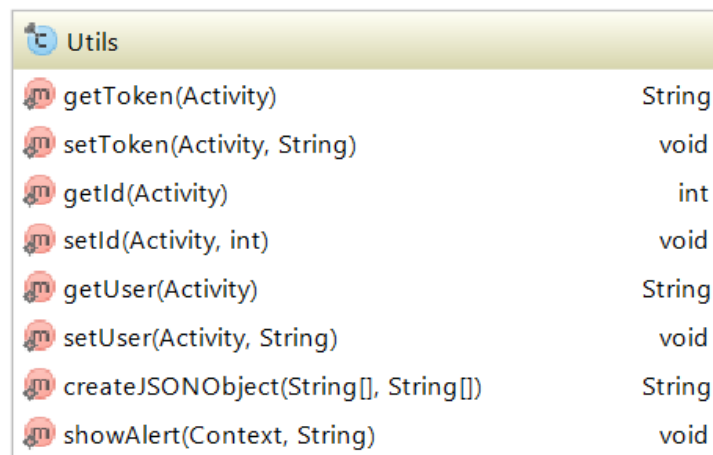 Utils
getToken(Activity) String
setToken(Activity, String) void
getId(Activity) int
setId(Activity, int) void
getUser(Activity) String
setUser(Activity, String) void
createJSONObject(String[], String[]) String
showAlert(Context, String) void